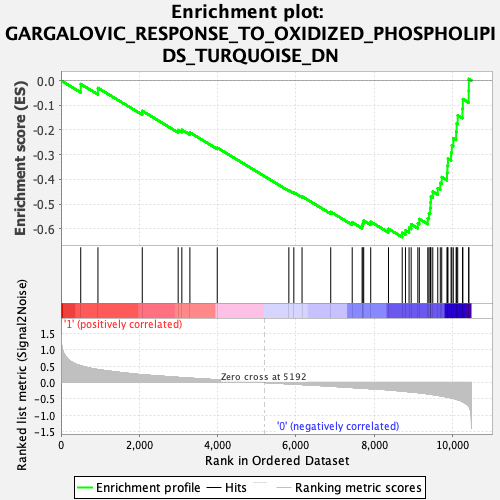 Enrichment plot:
GARGALOVIC_RESPONSE_TO_OXIDIZED_PHOSPHOLIPI
DS_TURQUOISE_DN
Enrichment score (ES)
0.0
-0.1
-0.2
-0.3
-0.4
-0.5
-0.6
'1' (positively correlated)
'0' (negatively correlated)
Zero cross at 5192
Ranked list metric (Signal2Noise)
1.5
1.0
0.5
0.0
-0.5
-1.0
-1.5
0
2,000
4,000
6,000
8,000
10,000
Rank in Ordered Dataset
Enrichment profile
Hits
Ranking metric scores